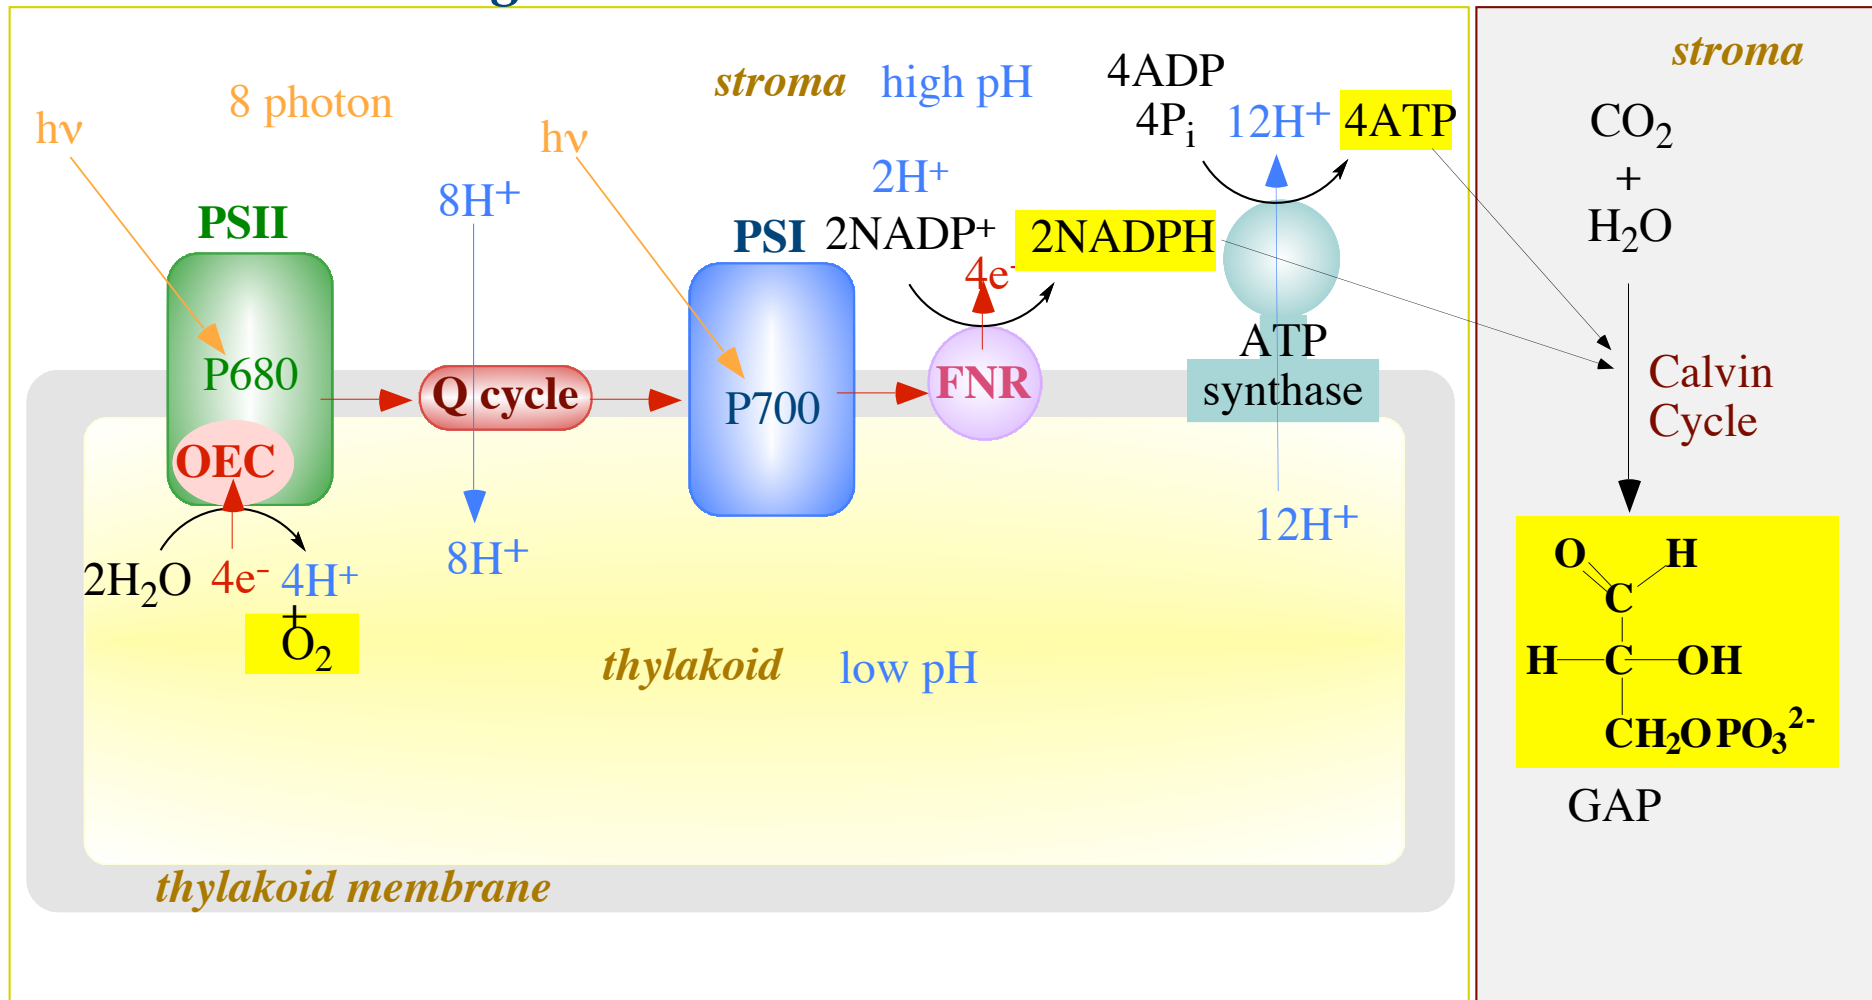 stroma high pH
8 photon
hν
hν
4ADP
4Pi
12H+
4ATP
8H+
2H+
PSII
PSI
2NADP+
2NADPH
4e-
P680
Q cycle
P700
FNR
ATP
synthase
OEC
8H+
12H+
2H2O
4e-
4H+
+
O2
thylakoid low pH
thylakoid membrane
stroma
CO2
+
H2O
Calvin
Cycle
O H
C
H C OH
CH2OPO3 2-
GAP